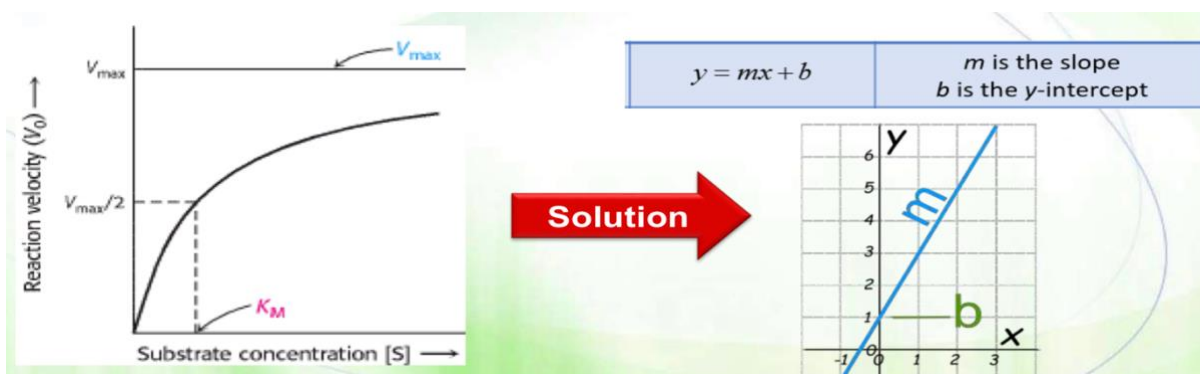 Reaction velocity (V₀) →
Vmax
Vmax
Vmax/2
KM
Substrate concentration [S] →
Solution
y = mx + b
m is the slope
b is the y-intercept
y
6
5
4
3
2
1
0
m
b
x
-1 0 1 2 3